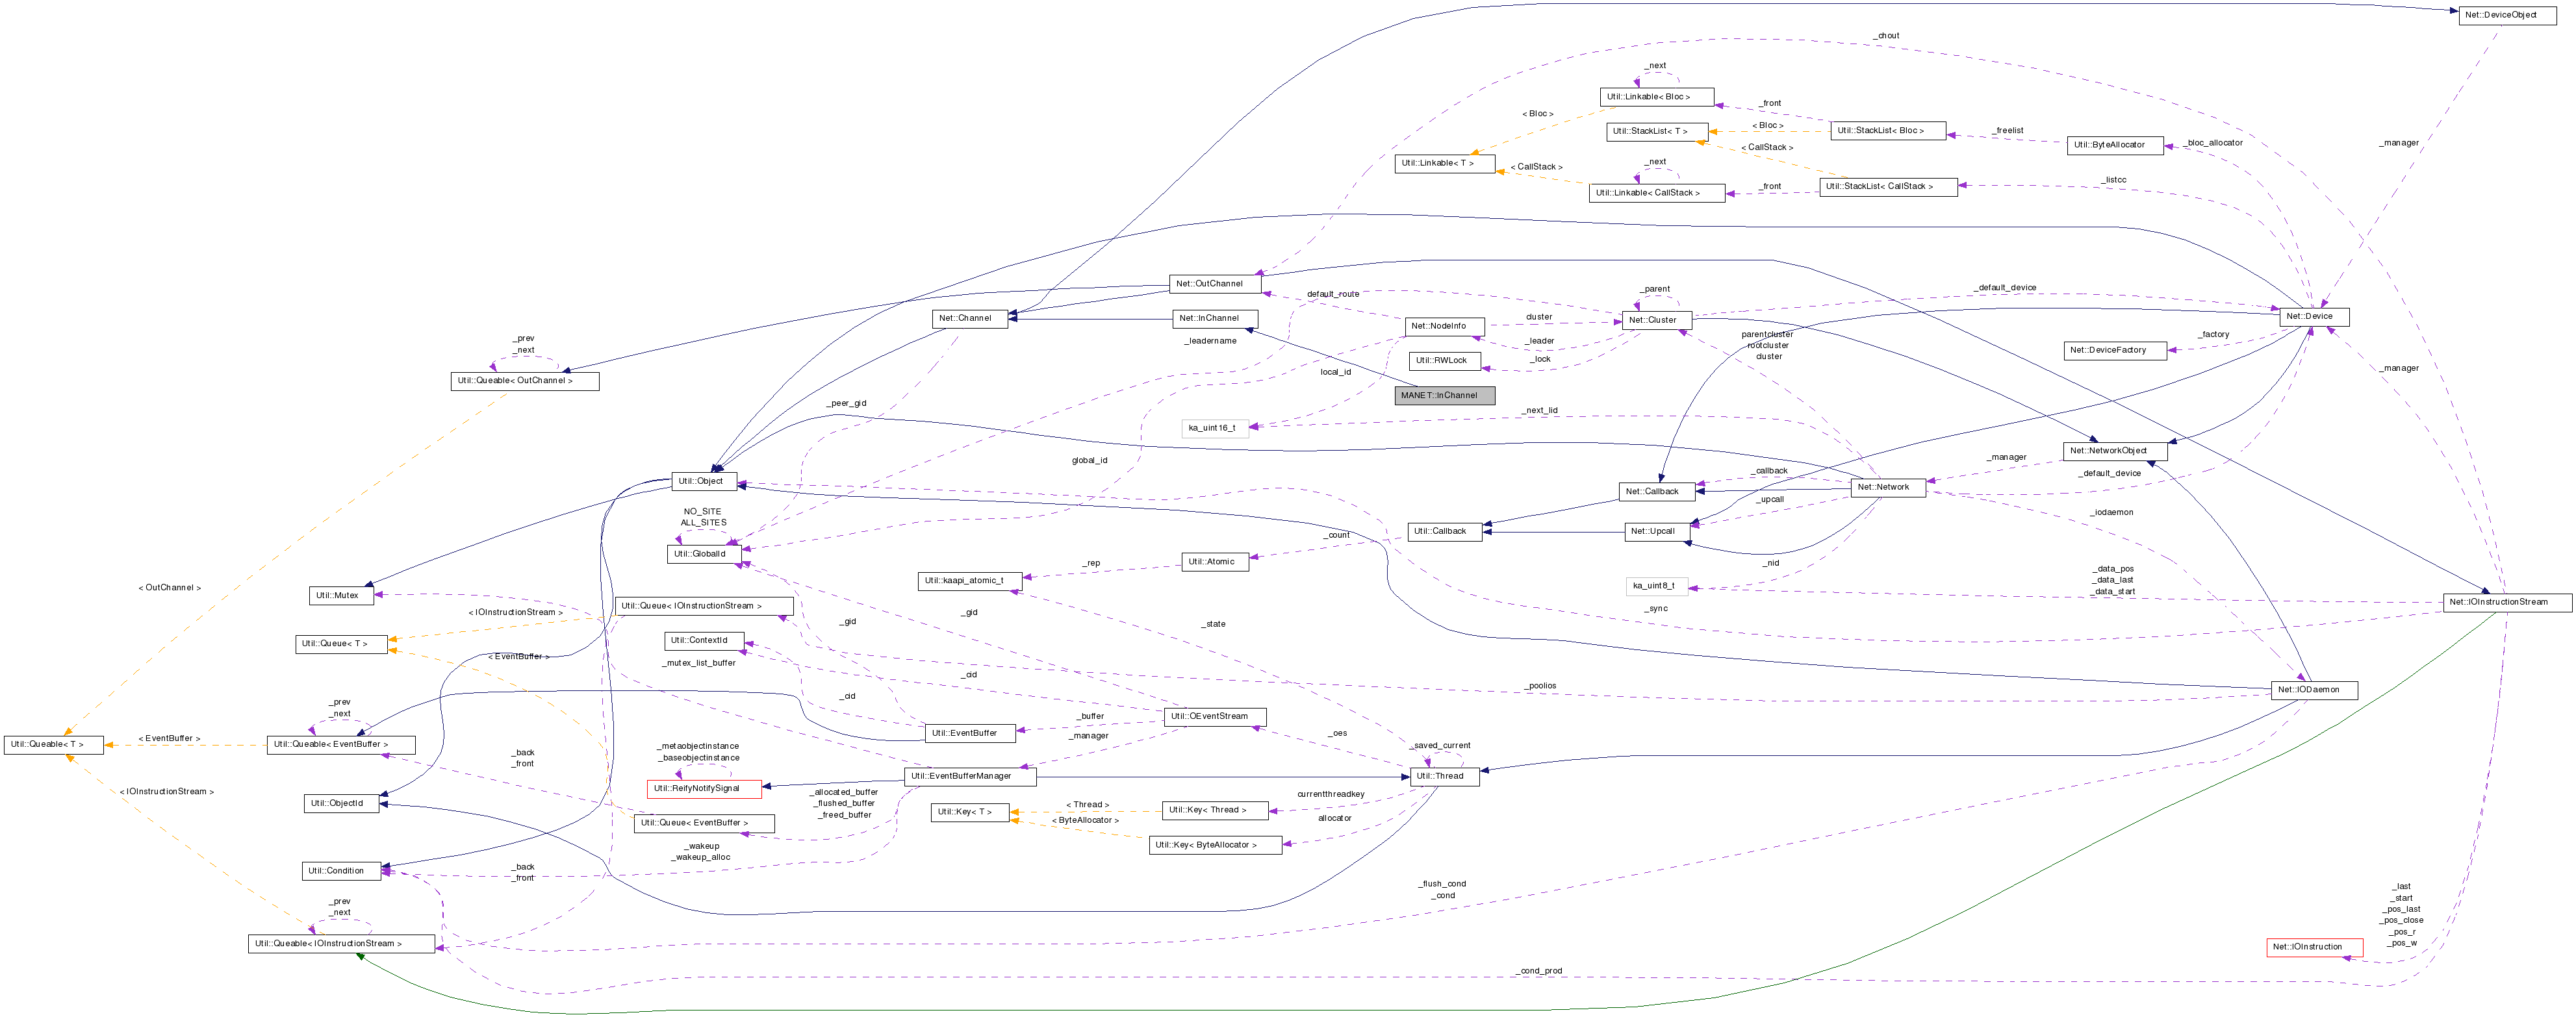 Net::DeviceObject
_chout
_next
Util::Linkable< Bloc >
_front
< Bloc >
Util::StackList< T >
< Bloc >
Util::StackList< Bloc >
_freelist
Util::ByteAllocator
_bloc_allocator
_manager
< CallStack >
Util::Linkable< T >
_next
< CallStack >
Util::Linkable< CallStack >
_front
Util::StackList< CallStack >
_listcc
Net::OutChannel
default_route
_parent
_default_device
Net::Channel
Net::InChannel
Net::NodeInfo
cluster
Net::Cluster
Net::Device
_prev
_next
_leadername
_leader
parentcluster
rootcluster
cluster
_factory
Net::DeviceFactory
Util::RWLock
_lock
local_id
_manager
Util::Queable< OutChannel >
MANET::InChannel
_peer_gid
_next_lid
ka_uint16_t
global_id
Net::NetworkObject
_manager
_callback
_default_device
Util::Object
Net::Callback
Net::Network
_upcall
NO_SITE
ALL_SITES
_iodaemon
Util::Callback
Net::Upcall
_count
Util::GlobalId
Util::Atomic
_rep
_nid
Util::kaapi_atomic_t
ka_uint8_t
_data_pos
_data_last
_data_start
< OutChannel >
Util::Mutex
< IOInstructionStream >
Util::Queue< IOInstructionStream >
_gid
_gid
_sync
Net::IOInstructionStream
_state
Util::Queue< T >
Util::ContextId
< EventBuffer >
_mutex_list_buffer
_cid
_cid
_poolios
Net::IODaemon
_prev
_next
_buffer
Util::OEventStream
Util::EventBuffer
_manager
_oes
_saved_current
Util::Queable< T >
< EventBuffer >
Util::Queable< EventBuffer >
_back
_front
_metaobjectinstance
_baseobjectinstance
Util::ReifyNotifySignal
Util::EventBufferManager
Util::Thread
< IOInstructionStream >
Util::ObjectId
_allocated_buffer
_flushed_buffer
_freed_buffer
currentthreadkey
< Thread >
Util::Key< Thread >
Util::Key< T >
< ByteAllocator >
allocator
Util::Queue< EventBuffer >
Util::Key< ByteAllocator >
_wakeup
_wakeup_alloc
Util::Condition
_back
_front
_flush_cond
_cond
_last
_start
_pos_last
_pos_close
_pos_r
_pos_w
_prev
_next
Util::Queable< IOInstructionStream >
Net::IOInstruction
_cond_prod